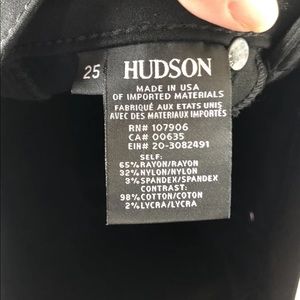 25
HUDSON
MADE IN USA
OF IMPORTED MATERIALS
FABRIQUÉ AUX ETATS UNIS
AVEC DES MATERIAUX IMPORTÉS
RN# 107906
CA# 00635
EIN# 20-3082491
SELF:
65%RAYON/RAYON
32%NYLON/NYLON
3%SPANDEX/SPANDEX
CONTRAST:
98%COTTON/COTON
2%LYCRA/LYCRA